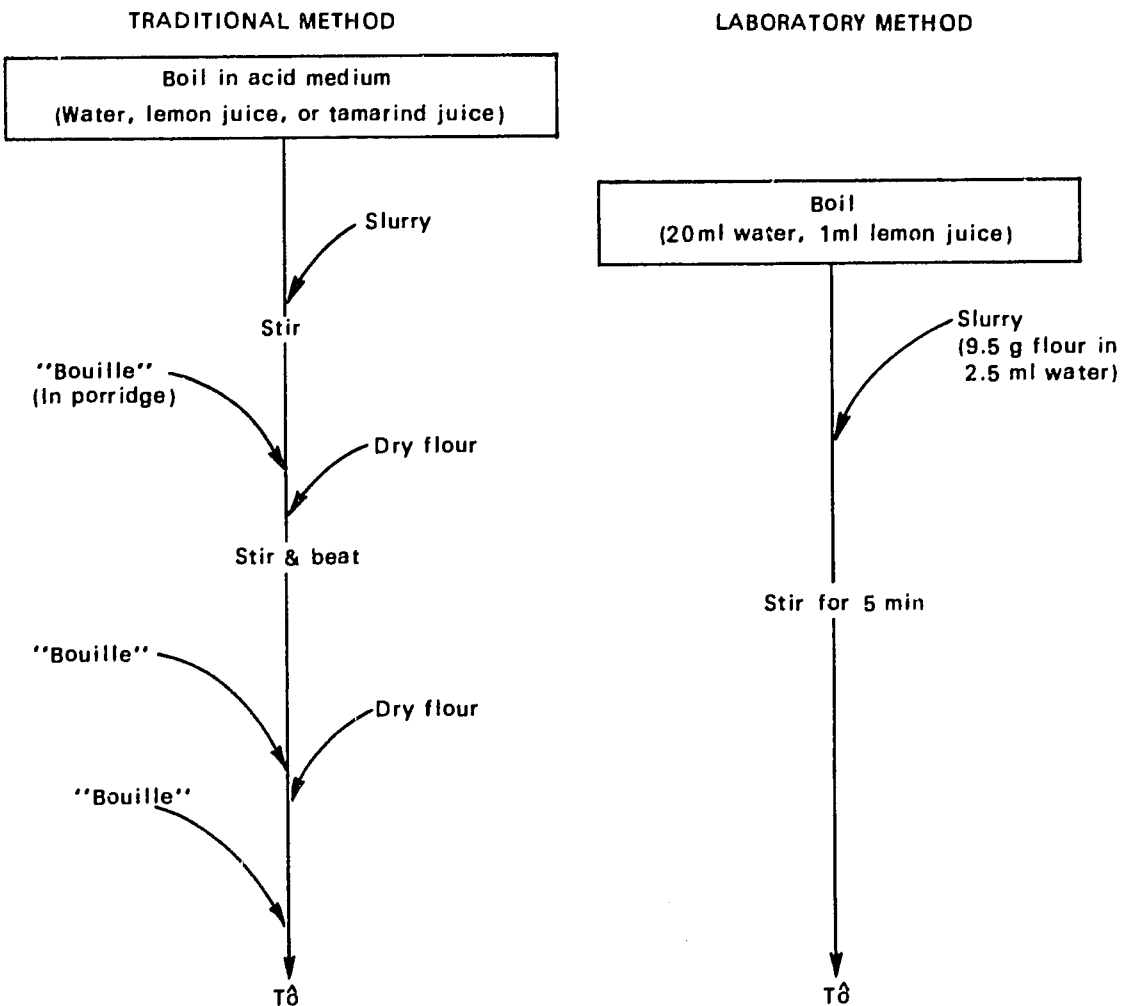 TRADITIONAL METHOD
Boil in acid medium
(Water, lemon juice, or tamarind juice)
Slurry
Stir
"Bouille"
(In porridge)
Dry flour
Stir & beat
"Bouille"
Dry flour
"Bouille"
Tô
LABORATORY METHOD
Boil
(20ml water, 1ml lemon juice)
Slurry
(9.5 g flour in
2.5 ml water)
Stir for 5 min
Tô